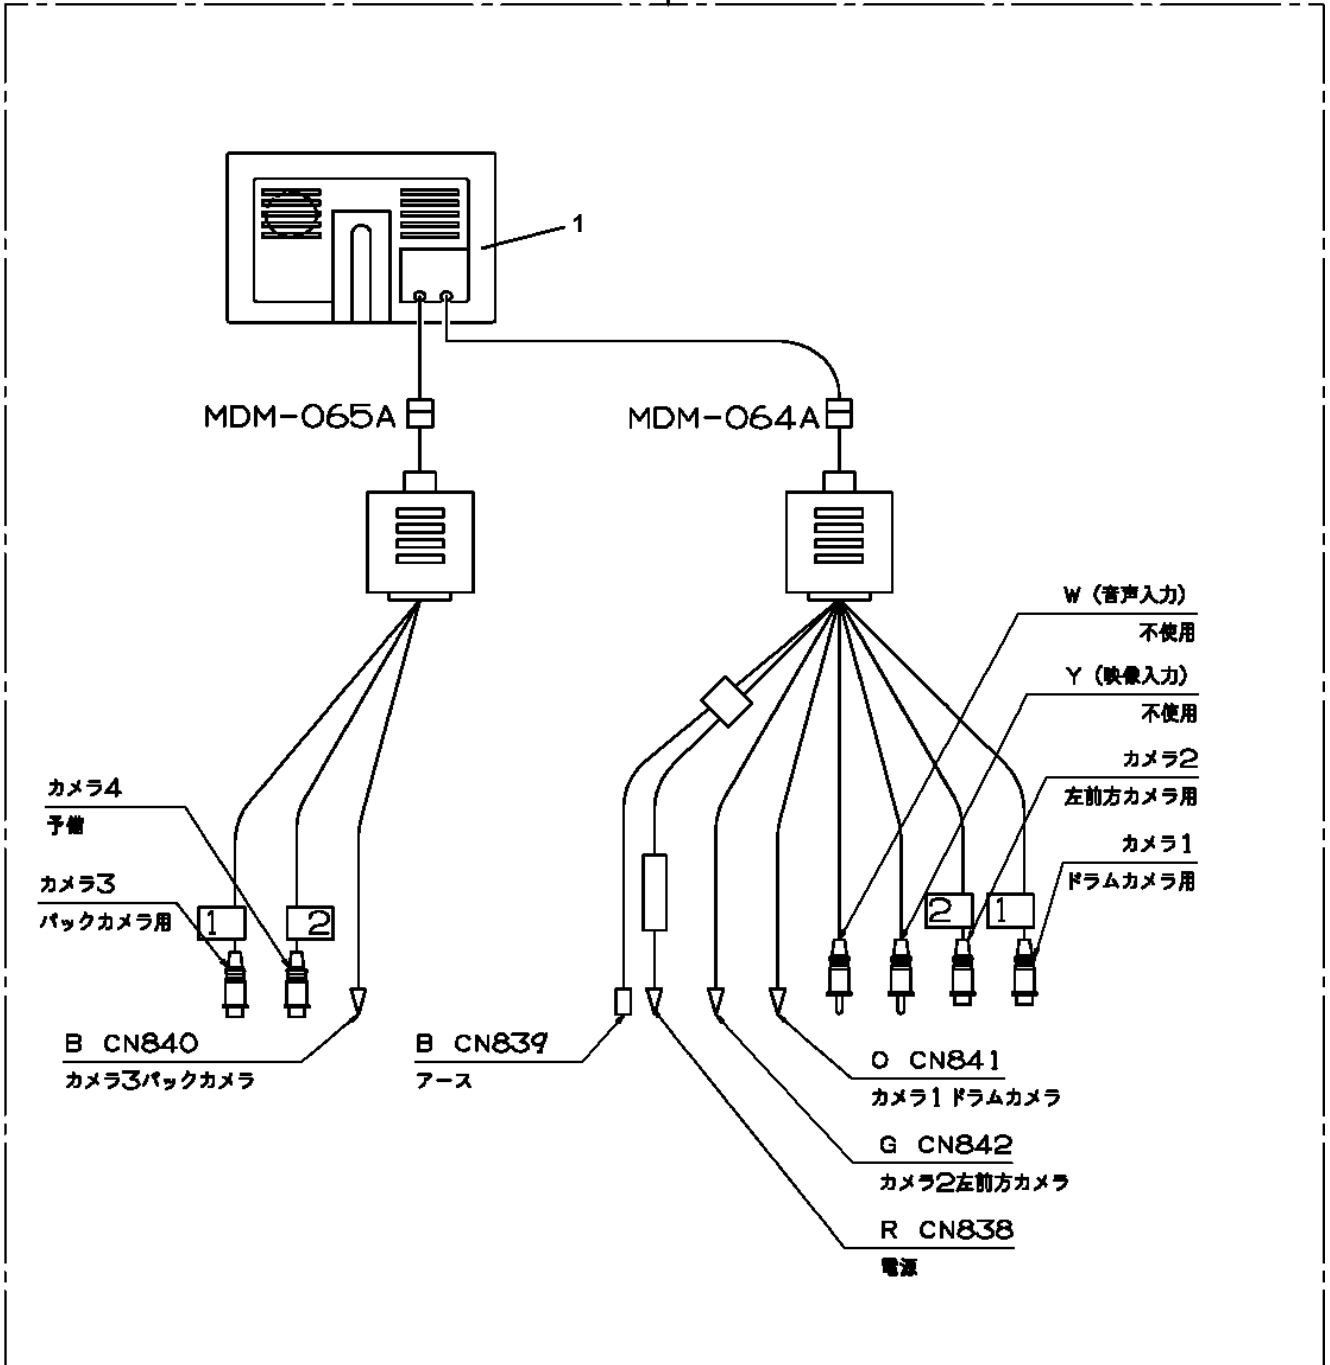 1
MDM-065A
MDM-064A
W (音声入力)
不使用
Y (映像入力)
不使用
カメラ2
左前方カメラ用
カメラ1
ドラムカメラ用
カメラ4
予備
カメラ3
バックカメラ用
1
2
2
1
B CN840
カメラ3バックカメラ
B CN839
アース
O CN841
カメラ1ドラムカメラ
G CN842
カメラ2左前方カメラ
R CN838
電源